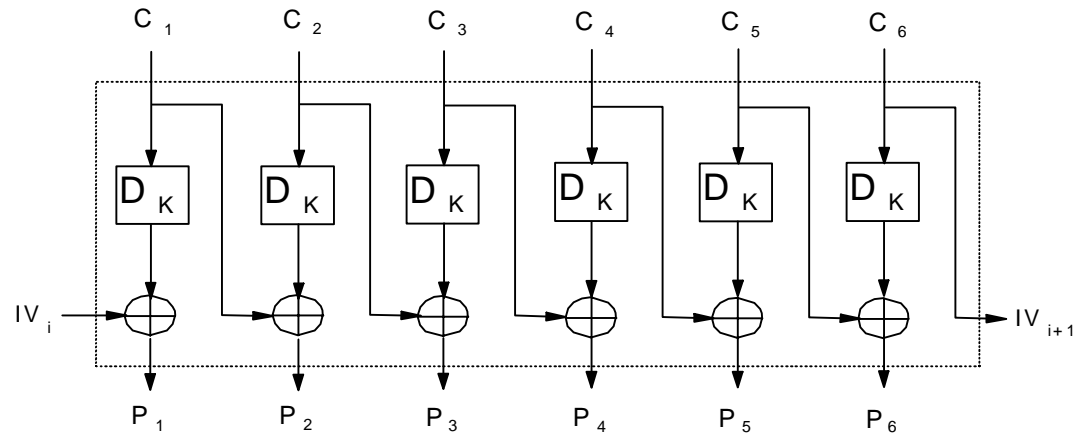 C 1 C 2 C 3 C 4 C 5 C 6
D K D K D K D K D K D K
IV i IV i+1
P 1 P 2 P 3 P 4 P 5 P 6